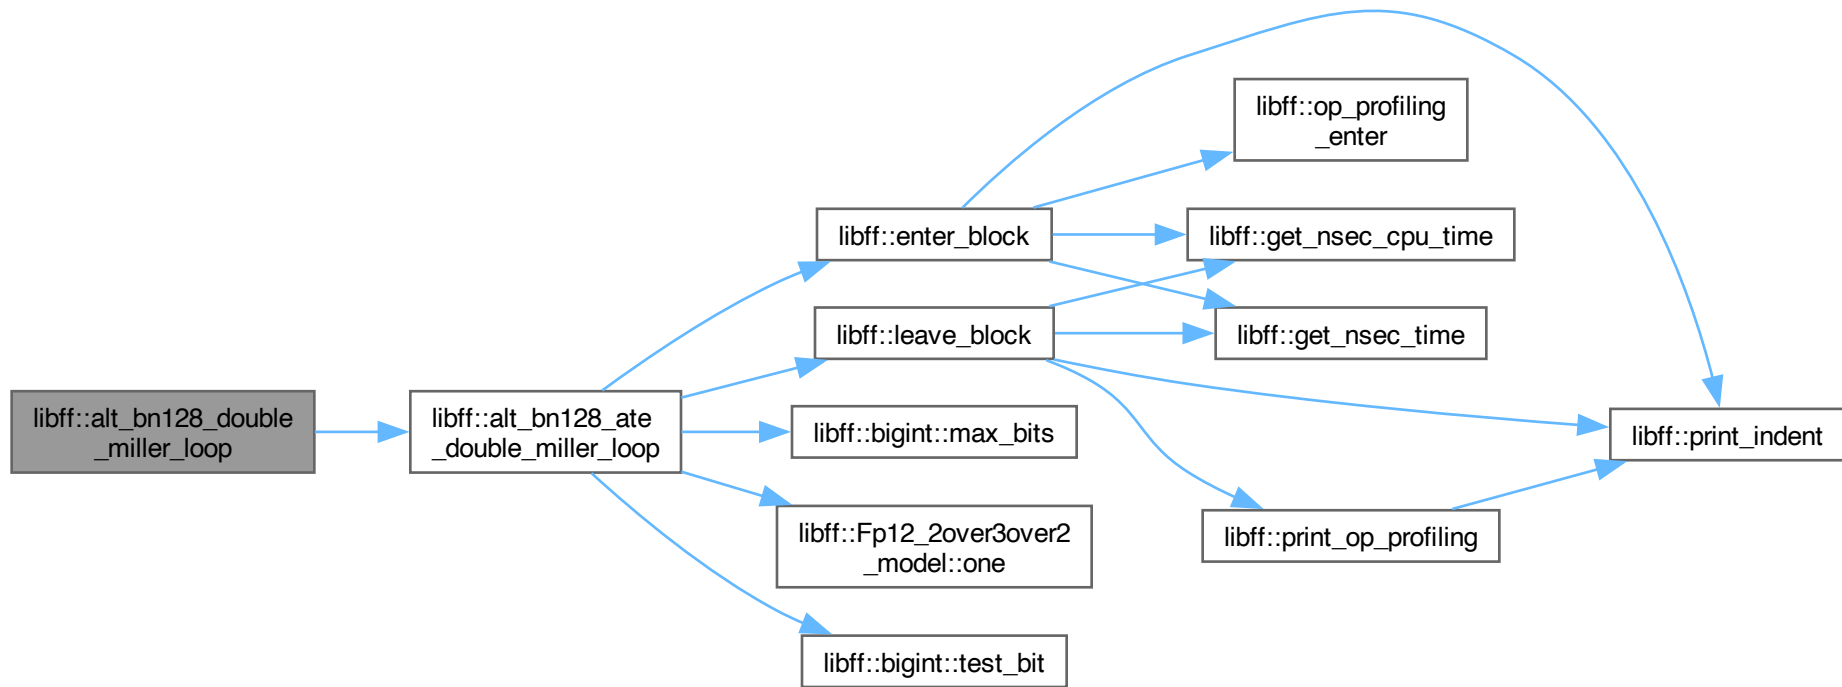 libff::alt_bn128_double
_miller_loop
libff::alt_bn128_ate
_double_miller_loop
libff::enter_block
libff::leave_block
libff::bigint::max_bits
libff::Fp12_2over3over2
_model::one
libff::bigint::test_bit
libff::op_profiling
_enter
libff::get_nsec_cpu_time
libff::get_nsec_time
libff::print_op_profiling
libff::print_indent